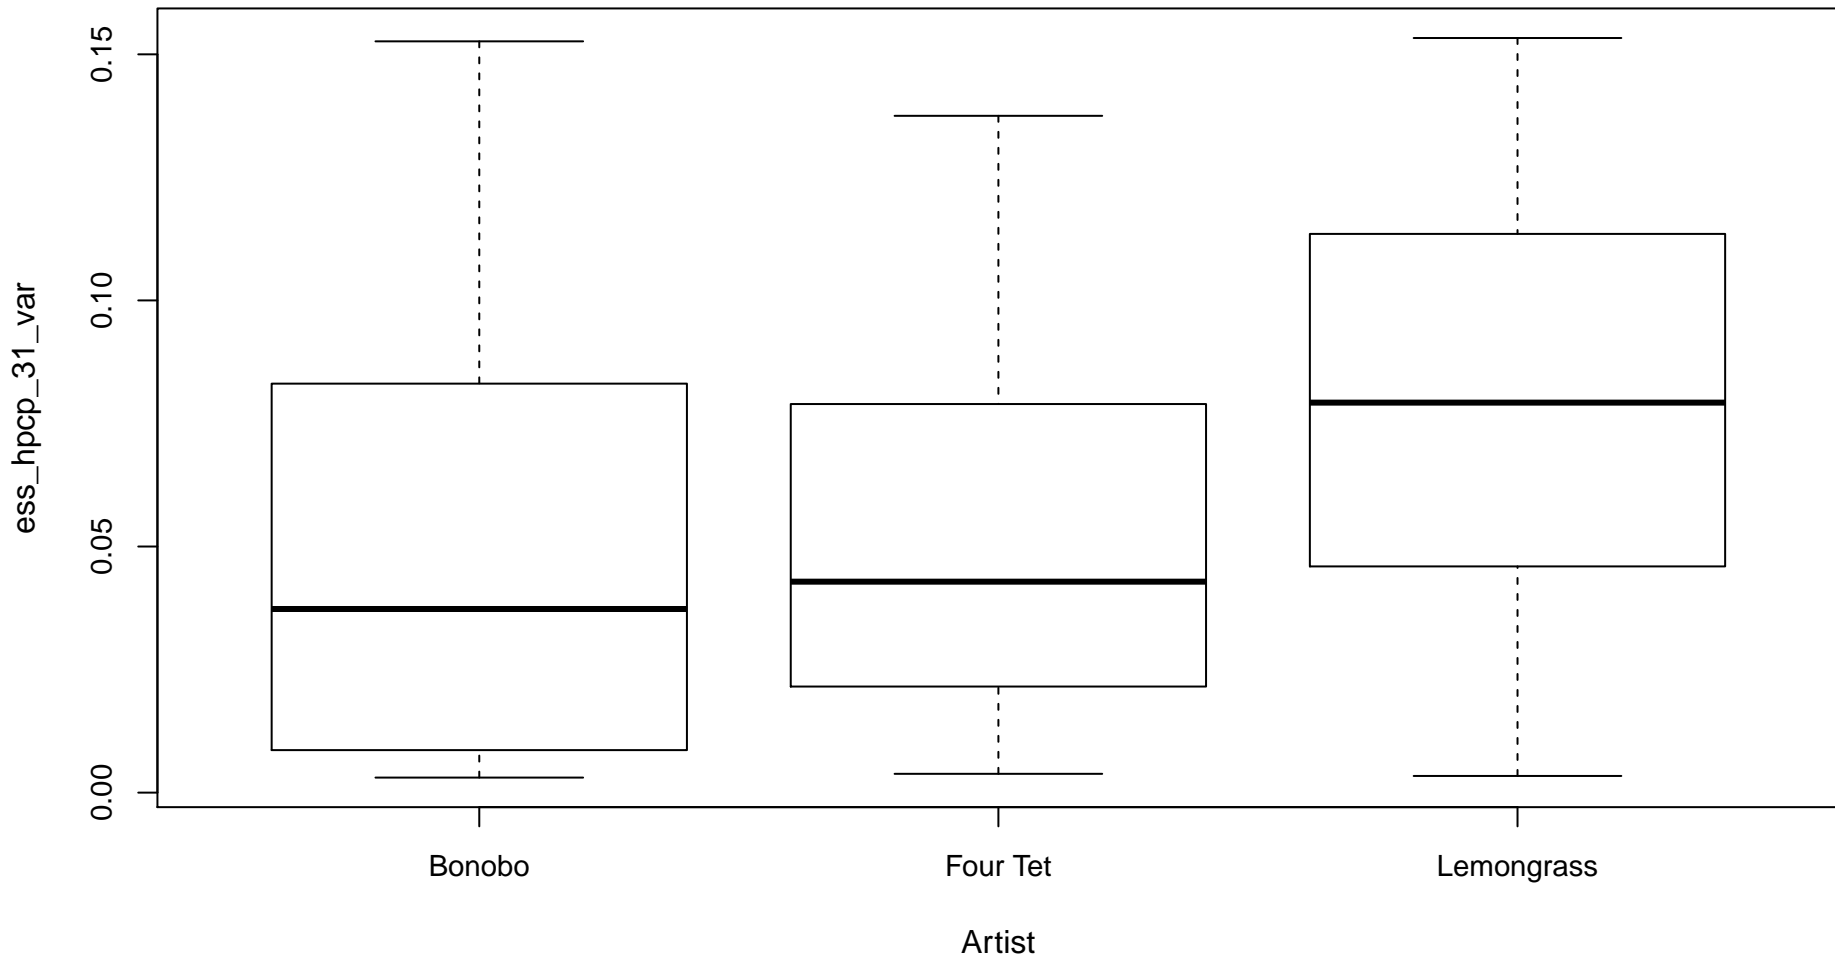 ess_hpcp_31_var
0.15
0.10
0.05
0.00
Bonobo
Four Tet
Lemongrass
Artist